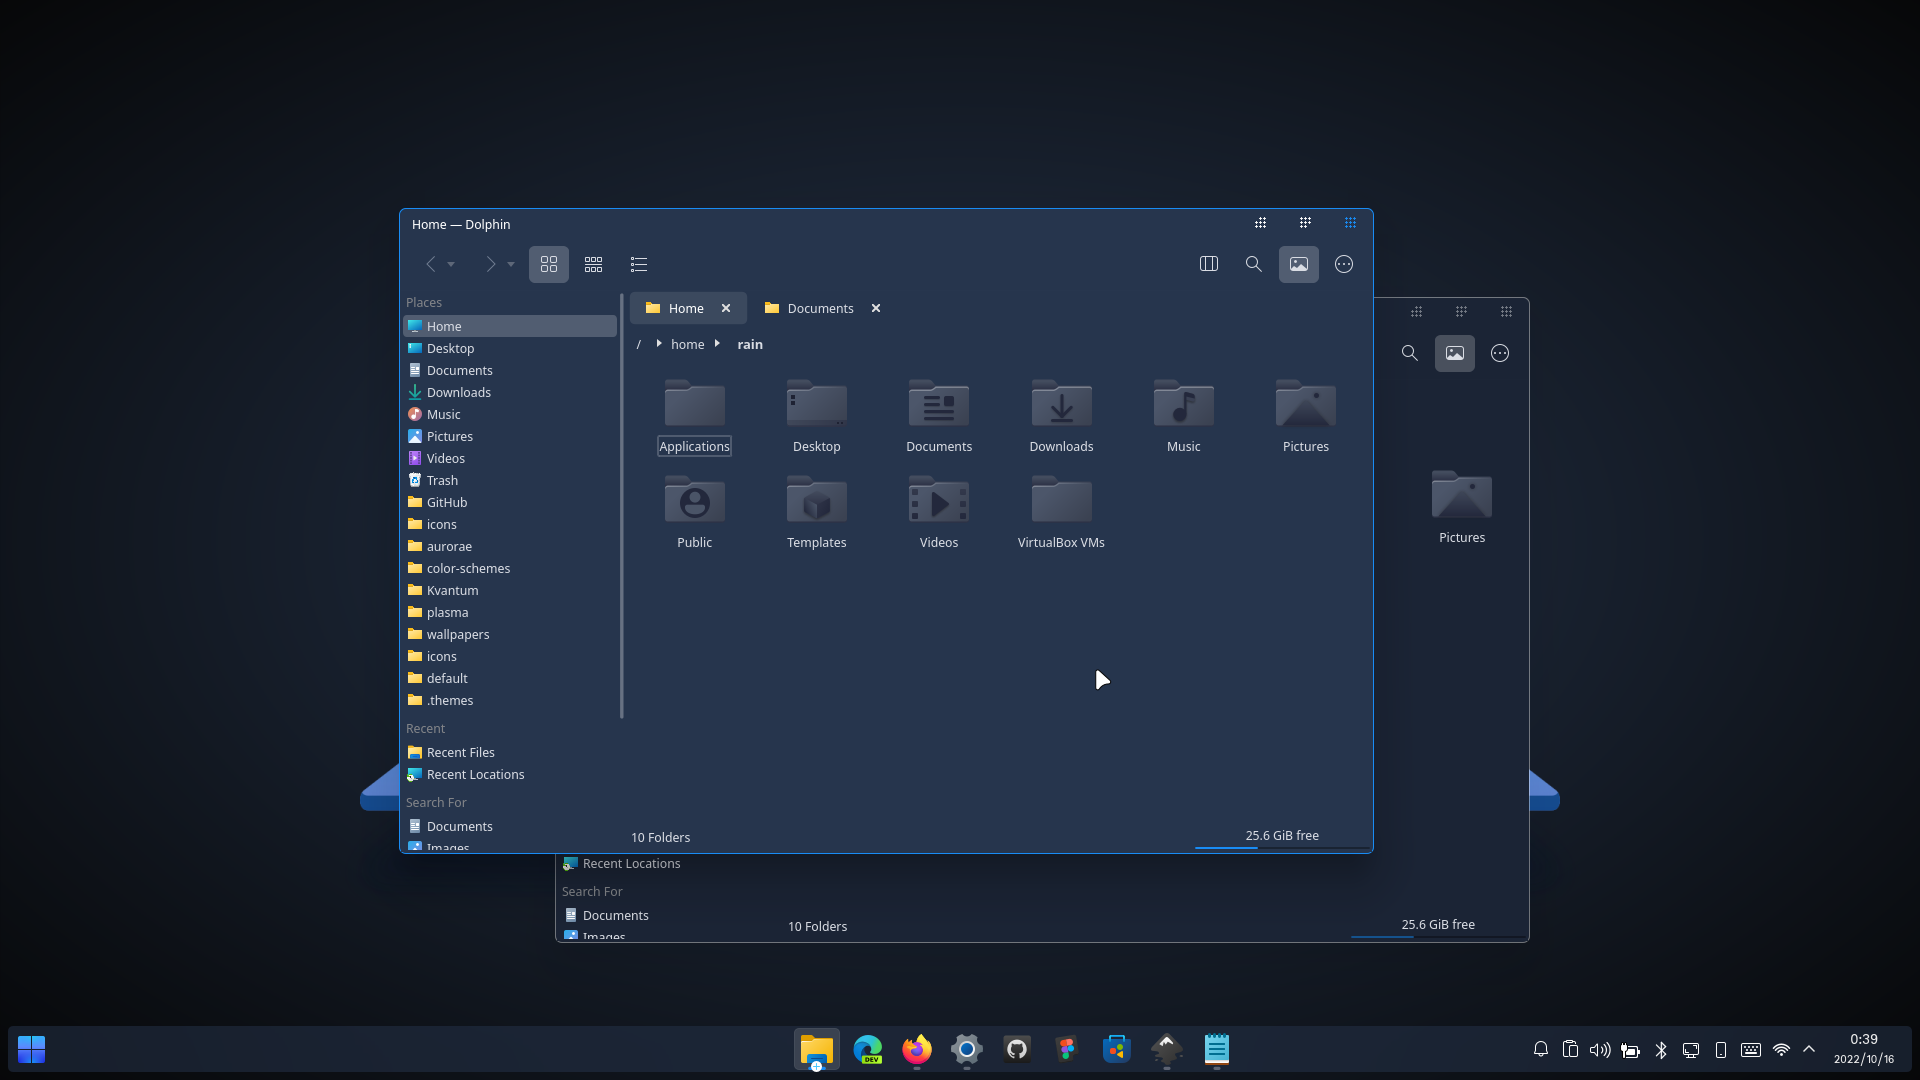 Home — Dolphin
Places
Home
Desktop
Documents
Downloads
Music
Pictures
Videos
Trash
GitHub
icons
aurorae
color-schemes
Kvantum
plasma
wallpapers
icons
default
.themes
Recent
Recent Files
Recent Locations
Search For
Documents
Images
Home Documents
/ home rain
Applications Desktop Documents Downloads Music Pictures
Public Templates Videos VirtualBox VMs
10 Folders 25.6 GiB free
Pictures
Recent Locations
Search For
Documents
Images
10 Folders 25.6 GiB free
DEV
0:39
2022/10/16